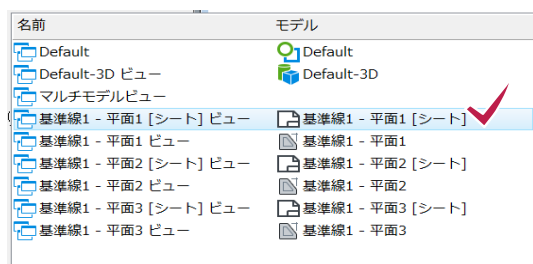 名前 モデル
Default Default
Default-3D ビュー Default-3D
マルチモデルビュー
基準線1 - 平面1 [シート] ビュー 基準線1 - 平面1 [シート]
基準線1 - 平面1 ビュー 基準線1 - 平面1
基準線1 - 平面2 [シート] ビュー 基準線1 - 平面2 [シート]
基準線1 - 平面2 ビュー 基準線1 - 平面2
基準線1 - 平面3 [シート] ビュー 基準線1 - 平面3 [シート]
基準線1 - 平面3 ビュー 基準線1 - 平面3